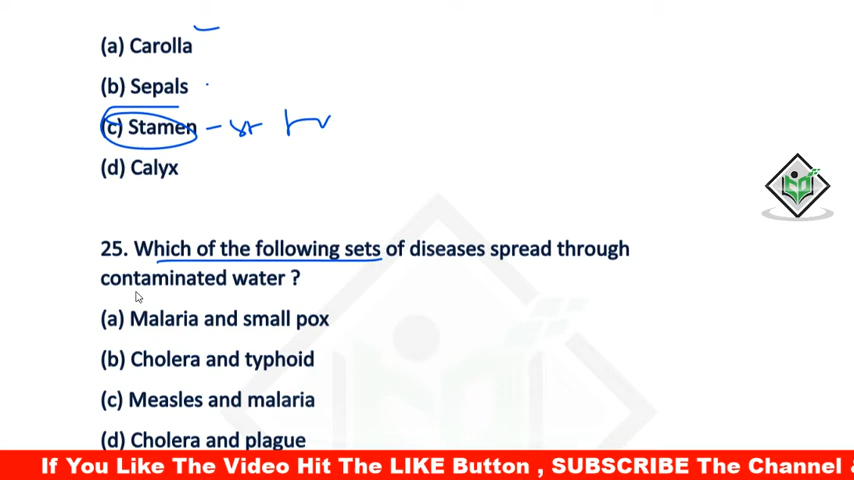 (a) Carolla
(b) Sepals
(c) Stamen
(d) Calyx
25. Which of the following sets of diseases spread through
contaminated water ?
(a) Malaria and small pox
(b) Cholera and typhoid
(c) Measles and malaria
(d) Cholera and plague
If You Like The Video Hit The LIKE Button , SUBSCRIBE The Channel &